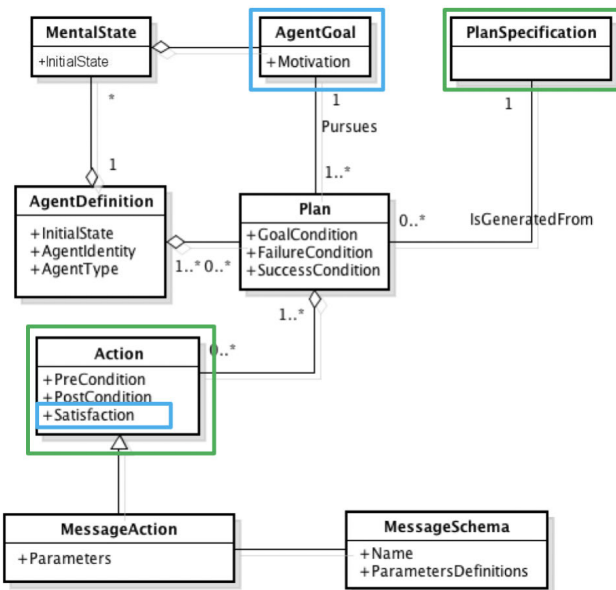 MentalState
+InitialState
AgentGoal
+Motivation
PlanSpecification
*
1
1
Pursues
1..*
1
AgentDefinition
+InitialState
+AgentIdentity
+AgentType
1..* 0..*
Plan
+GoalCondition
+FailureCondition
+SuccessCondition
0..*
IsGeneratedFrom
1..*
0..*
Action
+PreCondition
+PostCondition
+Satisfaction
MessageAction
+Parameters
MessageSchema
+Name
+ParametersDefinitions